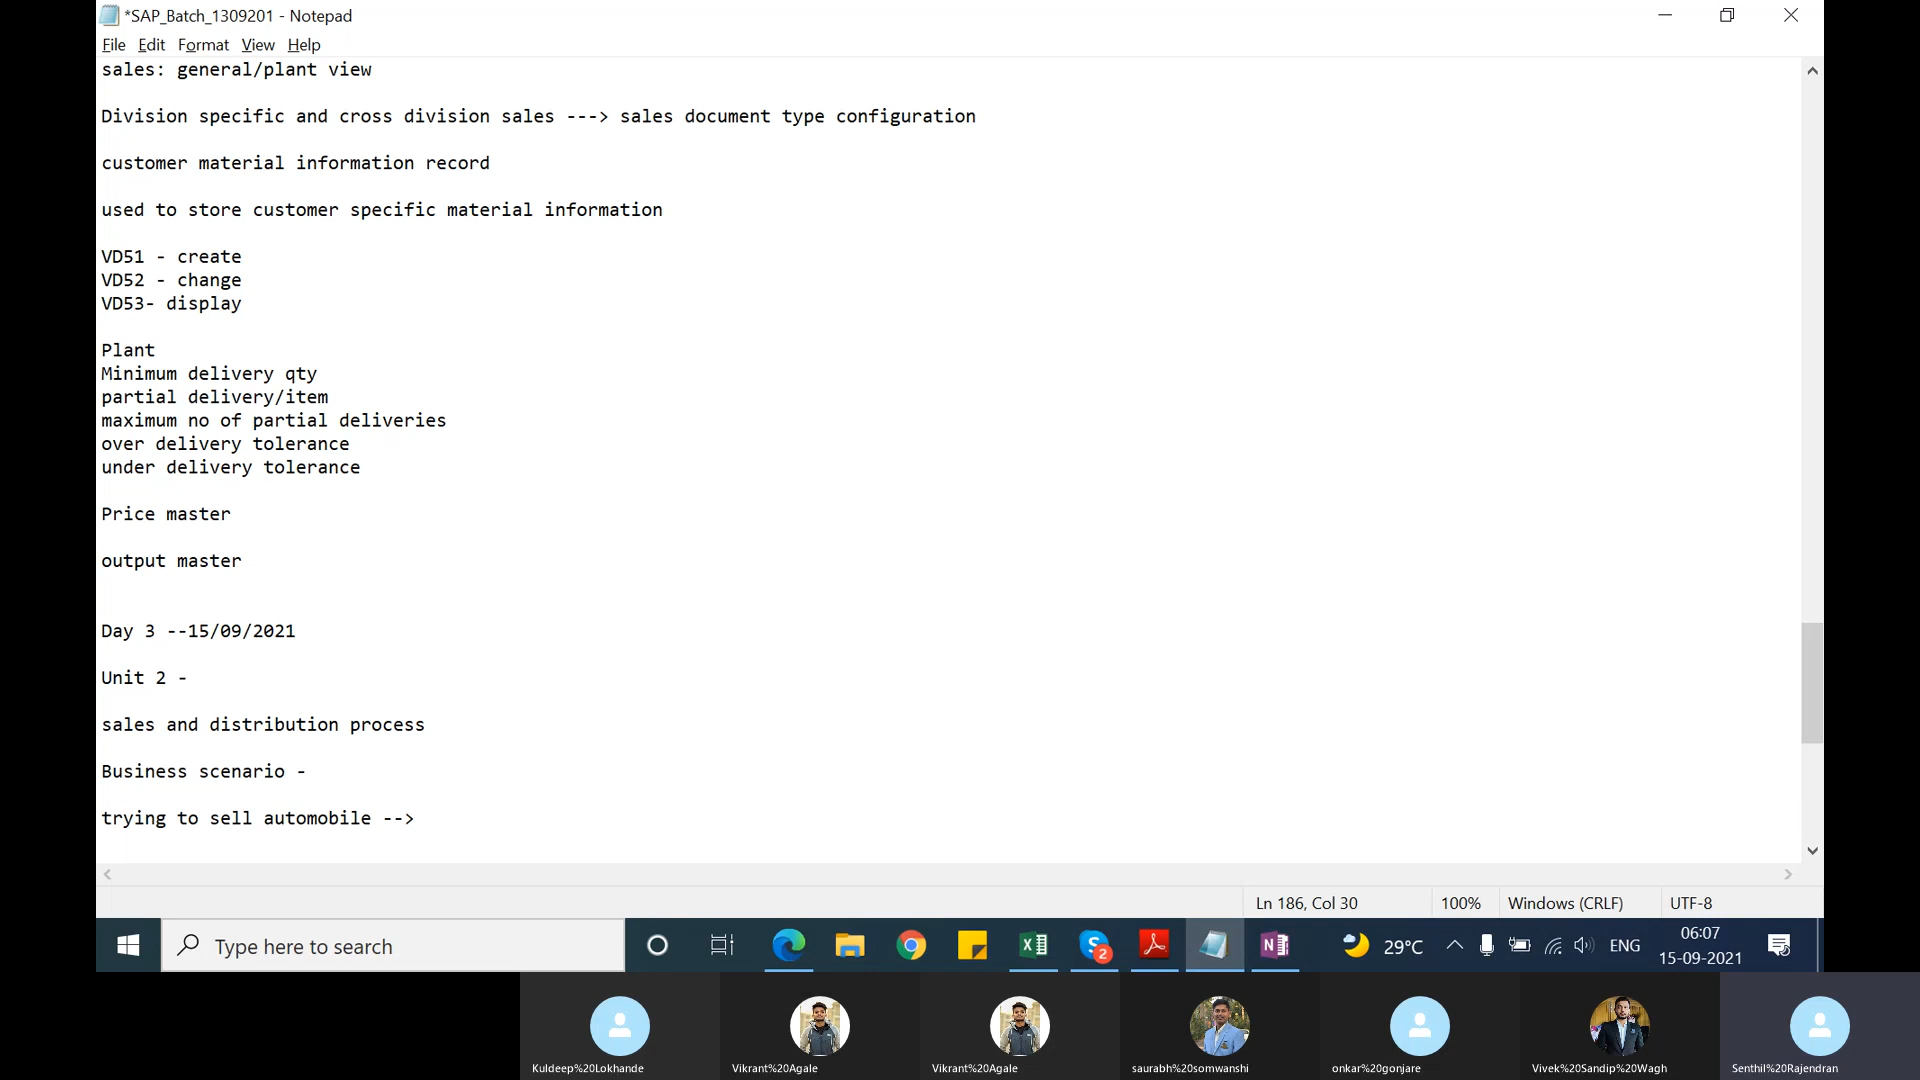 *SAP_Batch_1309201 - Notepad
File Edit Format View Help
sales: general/plant view
Division specific and cross division sales ---> sales document type configuration
customer material information record
used to store customer specific material information
VD51 - create
VD52 - change
VD53- display
Plant
Minimum delivery qty
partial delivery/item
maximum no of partial deliveries
over delivery tolerance
under delivery tolerance
Price master
output master
Day 3 --15/09/2021
Unit 2 -
sales and distribution process
Business scenario -
trying to sell automobile -->
Ln 186, Col 30 100% Windows (CRLF) UTF-8
Type here to search 2 29°C ENG 06:07
15-09-2021
Kuldeep%20Lokhande Vikrant%20Agale Vikrant%20Agale saurabh%20somwanshi onkar%20gonjare Vivek%20Sandip%20Wagh Senthil%20Rajendran